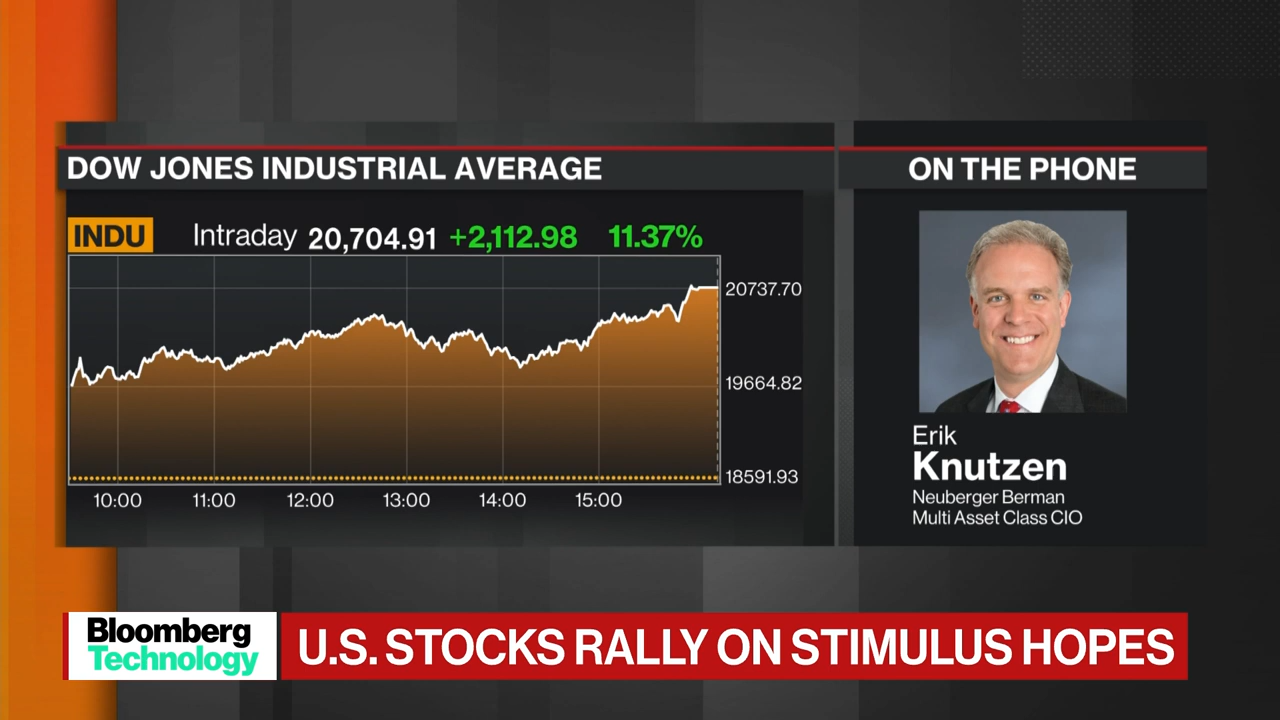 DOW JONES INDUSTRIAL AVERAGE
INDU Intraday 20,704.91 +2,112.98 11.37%
20737.70
19664.82
18591.93
10:00 11:00 12:00 13:00 14:00 15:00
ON THE PHONE
Erik
Knutzen
Neuberger Berman
Multi Asset Class CIO
Bloomberg
Technology
U.S. STOCKS RALLY ON STIMULUS HOPES